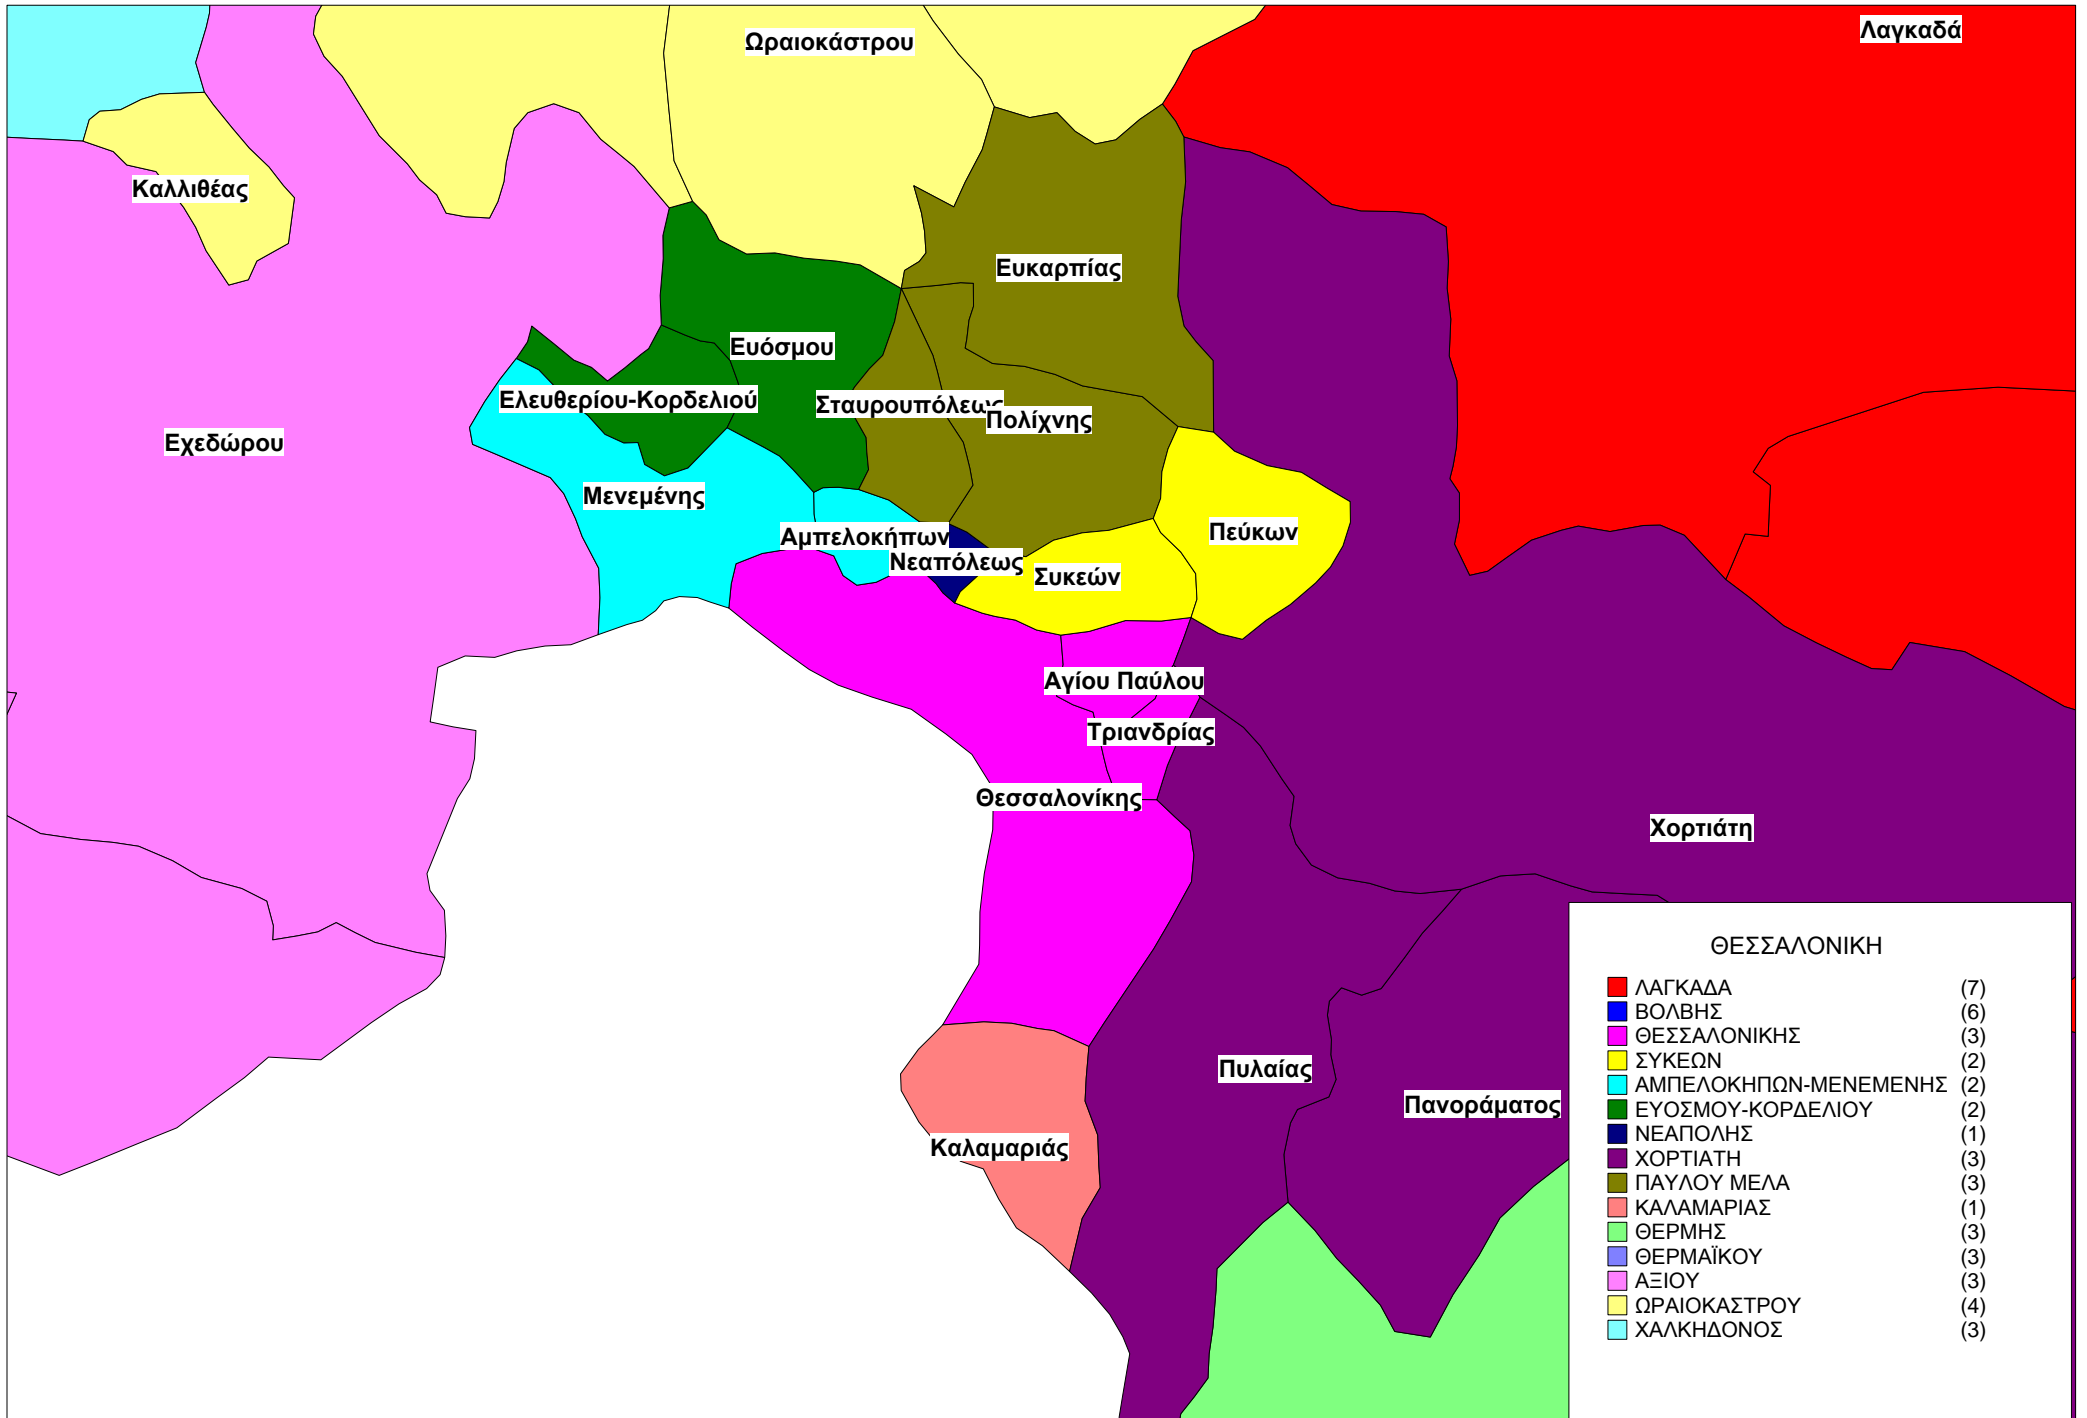 Λαγκαδά
Ωραιοκάστρου
Καλλιθέας
Ευκαρπίας
Ευόσμου
Ελευθερίου-Κορδελιού
Σταυρουπόλεως
Πολίχνης
Εχεδώρου
Μενεμένης
Πεύκων
Αμπελοκήπων
Νεαπόλεως
Συκεών
Αγίου Παύλου
Τριανδρίας
Θεσσαλονίκης
Χορτιάτη
Πυλαίας
Πανοράματος
Καλαμαριάς
ΘΕΣΣΑΛΟΝΙΚΗ
ΛΑΓΚΑΔΑ (7)
ΒΟΛΒΗΣ (6)
ΘΕΣΣΑΛΟΝΙΚΗΣ (3)
ΣΥΚΕΩΝ (2)
ΑΜΠΕΛΟΚΗΠΩΝ-ΜΕΝΕΜΕΝΗΣ (2)
ΕΥΟΣΜΟΥ-ΚΟΡΔΕΛΙΟΥ (2)
ΝΕΑΠΟΛΗΣ (1)
ΧΟΡΤΙΑΤΗ (3)
ΠΑΥΛΟΥ ΜΕΛΑ (3)
ΚΑΛΑΜΑΡΙΑΣ (1)
ΘΕΡΜΗΣ (3)
ΘΕΡΜΑΪΚΟΥ (3)
ΑΞΙΟΥ (3)
ΩΡΑΙΟΚΑΣΤΡΟΥ (4)
ΧΑΛΚΗΔΟΝΟΣ (3)